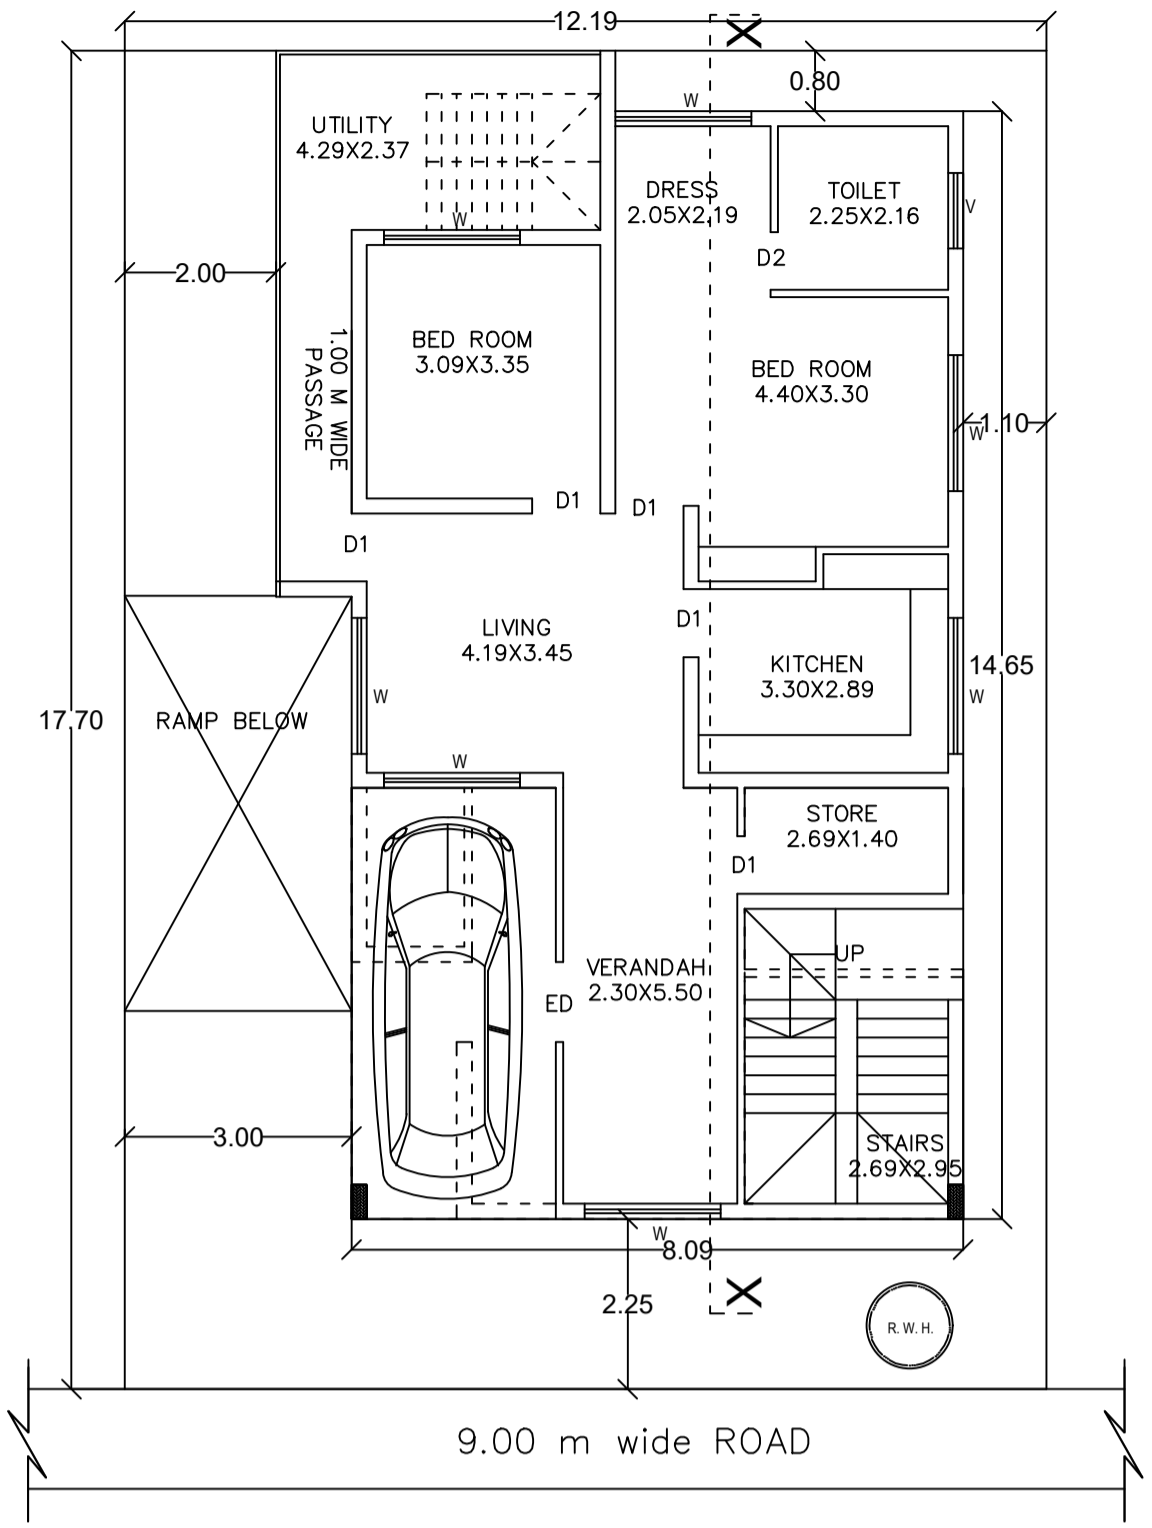 12.19
X
0.80
W
UTILITY
4.29X2.37
DRESS
2.05X2.19
TOILET
2.25X2.16
V
W
D2
2.00
1.00 M WIDE
PASSAGE
BED ROOM
3.09X3.35
BED ROOM
4.40X3.30
1.10
W
D1
D1
D1
D1
LIVING
4.19X3.45
KITCHEN
3.30X2.89
14.65
W
W
17.70
RAMP BELOW
W
STORE
2.69X1.40
D1
UP
VERANDAH
2.30X5.50
ED
3.00
STAIRS
2.69X2.95
W
8.09
2.25
X
R. W. H.
9.00 m wide ROAD